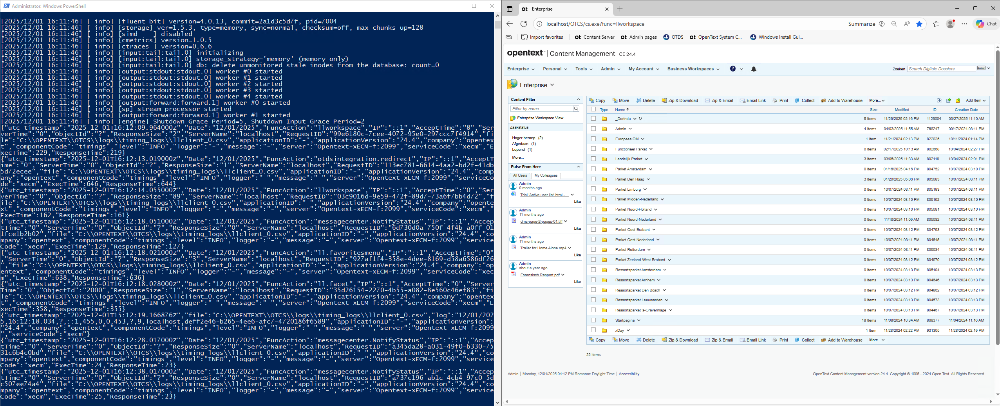 Administrator: Windows PowerShell
[2025/12/01 16:11:46] [ info] [fluent bit] version=4.0.13, commit=2a1d3c5d7f, pid=7004
[2025/12/01 16:11:46] [ info] [storage] ver=1.5.3, type=memory, sync=normal, checksum=off, max_chunks_up=128
[2025/12/01 16:11:46] [ info] [simd    ] disabled
[2025/12/01 16:11:46] [ info] [cmetrics] version=1.0.5
[2025/12/01 16:11:46] [ info] [ctraces ] version=0.6.6
[2025/12/01 16:11:46] [ info] [input:tail:tail.0] initializing
[2025/12/01 16:11:46] [ info] [input:tail:tail.0] storage_strategy='memory' (memory only)
[2025/12/01 16:11:46] [ info] [input:tail:tail.0] db: delete unmonitored stale inodes from the database: count=0
[2025/12/01 16:11:46] [ info] [output:stdout:stdout.0] worker #0 started
[2025/12/01 16:11:46] [ info] [output:stdout:stdout.0] worker #1 started
[2025/12/01 16:11:46] [ info] [output:stdout:stdout.0] worker #2 started
[2025/12/01 16:11:46] [ info] [output:stdout:stdout.0] worker #3 started
[2025/12/01 16:11:46] [ info] [output:stdout:stdout.0] worker #4 started
[2025/12/01 16:11:46] [ info] [output:forward:forward.1] worker #0 started
[2025/12/01 16:11:46] [ info] [sp] stream processor started
[2025/12/01 16:11:46] [ info] [output:forward:forward.1] worker #1 started
[2025/12/01 16:11:46] [ info] [engine] Shutdown Grace Period=5, Shutdown Input Grace Period=2
{"utc_timestamp":"2025-12-01T16:12:09.964000Z","Date":"12/01/2025","FuncAction":"llworkspace","IP":"::1","AcceptTime":"8","Ser
verTime":"0","ObjectId":"?","ResponseSize":"2","ServerName":"localhost","RequestID":"99e6180c-7cee-4072-95e0-297ccc7f4914","fi
le":"C:\\OPENTEXT\\OTCS\\logs\\timing_logs\\llclient_0.csv","applicationID":"-","applicationVersion":"24.4","company":"opentex
t","componentCode":"timings","level":"INFO","logger":"-","message":"-","server":"Opentext-xECM-f:2099","serviceCode":"xecm","E
xecTime":229,"ResponseTime":219}
{"utc_timestamp":"2025-12-01T16:12:13.019000Z","Date":"12/01/2025","FuncAction":"otdsintegration.redirect","IP":"::1","AcceptT
ime":"0","ServerTime":"0","ObjectId":"?","ResponseSize":"1","ServerName":"localhost","RequestID":"113ec781-6614-4aa2-bd2f-41db
5d72ecee","file":"C:\\OPENTEXT\\OTCS\\logs\\timing_logs\\llclient_0.csv","applicationID":"-","applicationVersion":"24.4","comp
any":"opentext","componentCode":"timings","level":"INFO","logger":"-","message":"-","server":"Opentext-xECM-f:2099","serviceCo
de":"xecm","ExecTime":646,"ResponseTime":644}
{"utc_timestamp":"2025-12-01T16:12:14.055000Z","Date":"12/01/2025","FuncAction":"llworkspace","IP":"::1","AcceptTime":"0","Ser
verTime":"0","ObjectId":"?","ResponseSize":"89","ServerName":"localhost","RequestID":"03c9016d-9e59-472f-89d7-73a6f7bb4d72","f
ile":"C:\\OPENTEXT\\OTCS\\logs\\timing_logs\\llclient_0.csv","applicationID":"-","applicationVersion":"24.4","company":"opente
xt","componentCode":"timings","level":"INFO","logger":"-","message":"-","server":"Opentext-xECM-f:2099","serviceCode":"xecm","
ExecTime":162,"ResponseTime":161}
{"utc_timestamp":"2025-12-01T16:12:18.051000Z","Date":"12/01/2025","FuncAction":"messagecenter.NotifyStatus","IP":"::1","Accep
tTime":"0","ServerTime":"0","ObjectId":"?","ResponseSize":"0","ServerName":"localhost","RequestID":"6d730d0a-750f-4f4b-a0ff-01
1fce1b2b02","file":"C:\\OPENTEXT\\OTCS\\logs\\timing_logs\\llclient_0.csv","applicationID":"-","applicationVersion":"24.4","co
mpany":"opentext","componentCode":"timings","level":"INFO","logger":"-","message":"-","server":"Opentext-xECM-f:2099","service
Code":"xecm","ExecTime":129,"ResponseTime":127}
{"utc_timestamp":"2025-12-01T16:12:18.021000Z","Date":"12/01/2025","FuncAction":"ll.favoritesmenu","IP":"::1","AcceptTime":"0"
,"ServerTime":"0","ObjectId":"?","ResponseSize":"3","ServerName":"localhost","RequestID":"927af1f4-358e-4dee-8169-d58a6586df26
","file":"C:\\OPENTEXT\\OTCS\\logs\\timing_logs\\llclient_0.csv","applicationID":"-","applicationVersion":"24.4","company":"op
entext","componentCode":"timings","level":"INFO","logger":"-","message":"-","server":"Opentext-xECM-f:2099","serviceCode":"xec
m","ExecTime":638,"ResponseTime":636}
{"utc_timestamp":"2025-12-01T16:12:18.028000Z","Date":"12/01/2025","FuncAction":"ll.facet","IP":"::1","AcceptTime":"0","Server
Time":"0","ObjectId":"2000","ResponseSize":"1","ServerName":"localhost","RequestID":"35d26154-2270-4b55-a082-8e560c46ef83","fi
le":"C:\\OPENTEXT\\OTCS\\logs\\timing_logs\\llclient_0.csv","applicationID":"-","applicationVersion":"24.4","company":"opentex
t","componentCode":"timings","level":"INFO","logger":"-","message":"-","server":"Opentext-xECM-f:2099","serviceCode":"xecm","E
xecTime":358,"ResponseTime":355}
{"utc_timestamp":"2025-12-01T15:12:19.166876Z","file":"C:\\OPENTEXT\\OTCS\\logs\\timing_logs\\llclient_0.csv","log":"12/01/202
5,16:12:18.034,?,::1,455,0,0,453,?,9,localhost,deff2e46-b265-4ee6-afc7-4720186f6589","applicationID":"-","applicationVersion":
"24.4","company":"opentext","componentCode":"timings","level":"INFO","logger":"-","message":"-","server":"Opentext-xECM-f:2099
","serviceCode":"xecm"}
{"utc_timestamp":"2025-12-01T16:12:28.017000Z","Date":"12/01/2025","FuncAction":"messagecenter.NotifyStatus","IP":"::1","Accep
tTime":"0","ServerTime":"0","ObjectId":"?","ResponseSize":"0","ServerName":"localhost","RequestID":"a345da28-a031-49f0-b330-75
31c6b4c0bd","file":"C:\\OPENTEXT\\OTCS\\logs\\timing_logs\\llclient_0.csv","applicationID":"-","applicationVersion":"24.4","co
mpany":"opentext","componentCode":"timings","level":"INFO","logger":"-","message":"-","server":"Opentext-xECM-f:2099","service
Code":"xecm","ExecTime":24,"ResponseTime":23}
{"utc_timestamp":"2025-12-01T16:12:38.017000Z","Date":"12/01/2025","FuncAction":"messagecenter.NotifyStatus","IP":"::1","Accep
tTime":"0","ServerTime":"0","ObjectId":"?","ResponseSize":"0","ServerName":"localhost","RequestID":"a737c196-ab1c-4cb4-97c0-5d
c507ee74a4","file":"C:\\OPENTEXT\\OTCS\\logs\\timing_logs\\llclient_0.csv","applicationID":"-","applicationVersion":"24.4","co
mpany":"opentext","componentCode":"timings","level":"INFO","logger":"-","message":"-","server":"Opentext-xECM-f:2099","service
Code":"xecm","ExecTime":25,"ResponseTime":23}
ot Enterprise
localhost/OTCS/cs.exe?func=llworkspace Summarize Chat
Import favorites ot Content Server ot Admin pages OTDS ot OpenText System C... Windows Install Gui...
opentext™ | Content Management CE 24.4
Enterprise Personal Tools Admin My Account Business Workspaces ? Zoeken Search Digitale Dossiers Zoeken
Enterprise
Content Filter
Filter by name
Enterprise Workspace View
Zaakstatus
Hoger beroep (2)
Afgedaan (1)
Lopend (1)
More...
Pulse From Here
All Users My Colleagues
Admin
9 months ago
Trial 'Active user list' html - ...
Like
Admin
11 months ago
dms-page-2-pages-01.tiff
Like
Admin
11 months ago
Trailer for Home Alone.mp4
Like
Admin
about a year ago
Forensisch Rapport.pdf
Like
Copy Move Delete Zip & Download Zip & Email Email Link Print Collect Add to Warehouse More... Add Item
Type Name Size Modified ID Creation Date
_Dorinda 5 Items 11/26/2025 02:16 PM 1126004 03/27/2025 11:10 AM
Admin 4 Items 04/03/2025 11:55 AM 768247 09/17/2024 03:11 PM
Europees OM 1 Item 11/21/2024 02:13 PM 822025 10/11/2024 01:14 PM
Functioneel Parket 0 Items 02/17/2025 10:13 AM 802668 10/04/2024 02:27 PM
Landelijk Parket 3 Items 03/05/2025 11:33 AM 802118 10/04/2024 02:01 PM
Parket Amsterdam 0 Items 01/16/2025 04:16 PM 804752 10/07/2024 03:10 PM
Parket Den Haag 3 Items 01/20/2025 05:06 PM 805083 10/07/2024 03:11 PM
Parket Limburg 0 Items 10/07/2024 03:11 PM 805193 10/07/2024 03:11 PM
Parket Midden-Nederland 0 Items 10/07/2024 03:10 PM 805192 10/07/2024 03:10 PM
Parket Noord-Holland 0 Items 10/07/2024 03:10 PM 805081 10/07/2024 03:10 PM
Parket Noord-Nederland 0 Items 11/18/2024 11:09 AM 805082 10/07/2024 03:11 PM
Parket Oost-Brabant 0 Items 10/07/2024 03:12 PM 804753 10/07/2024 03:12 PM
Parket Oost-Nederland 0 Items 10/07/2024 03:11 PM 804645 10/07/2024 03:11 PM
Parket Rotterdam 0 Items 10/07/2024 03:11 PM 805084 10/07/2024 03:11 PM
Parket Zeeland-West-Brabant 0 Items 10/07/2024 03:12 PM 804970 10/07/2024 03:12 PM
Ressortsparket Amsterdam 0 Items 10/07/2024 03:13 PM 805194 10/07/2024 03:13 PM
Ressortsparket Arnhem 0 Items 10/07/2024 03:13 PM 804646 10/07/2024 03:13 PM
Ressortsparket Den Bosch 0 Items 10/07/2024 03:12 PM 804862 10/07/2024 03:12 PM
Ressortsparket Leeuwarden 0 Items 10/07/2024 03:13 PM 804573 10/07/2024 03:13 PM
Ressortsparket 's-Gravenhage 0 Items 10/07/2024 03:13 PM 804467 10/07/2024 03:13 PM
Startpagina 18 Items 11/08/2024 10:34 AM 868377 11/04/2024 11:16 AM
xDay 1 Item 11/28/2024 02:22 PM 931305 11/28/2024 02:19 PM
Copy Move Delete Zip & Download Zip & Email Email Link Print Collect Add to Warehouse More...
22 items
Admin | Monday, 12/01/2025 04:12 PM Romance Daylight Time | Accessibility OpenText Content Management version 24.4. Copyright © 1995 - 2024 Open Text. All Rights Reserved.